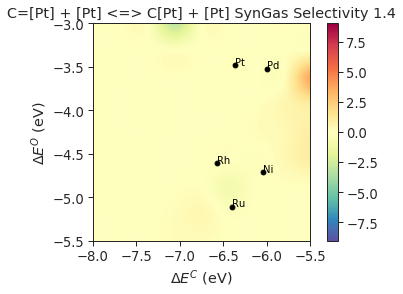 C=[Pt] + [Pt] <=> C[Pt] + [Pt] SynGas Selectivity 1.4
−3.0
−3.5
−4.0
−4.5
−5.0
−5.5
ΔE^O (eV)
Pt
Pd
Rh
Ni
Ru
−8.0 −7.5 −7.0 −6.5 −6.0 −5.5
ΔE^C (eV)
7.5
5.0
2.5
0.0
−2.5
−5.0
−7.5